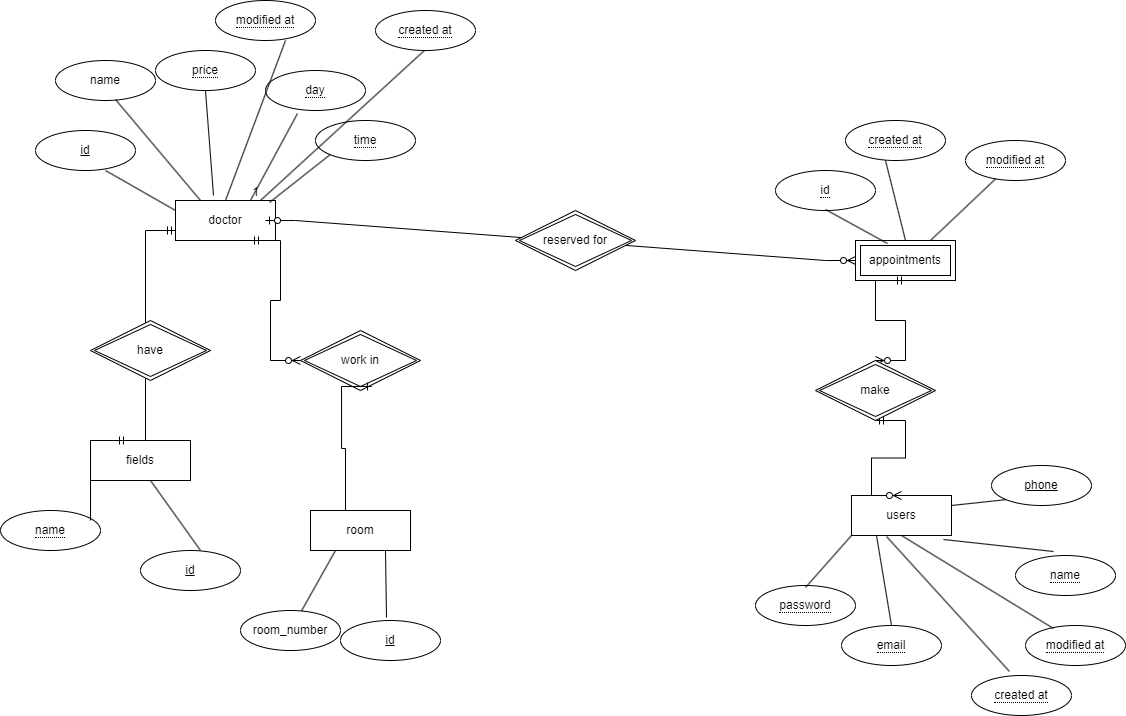 modified at
created at
price
name
day
time
id
1
doctor
created at
modified at
id
reserved for
appointments
have
work in
make
fields
name
id
room
room_number
id
phone
users
name
password
email
modified at
created at